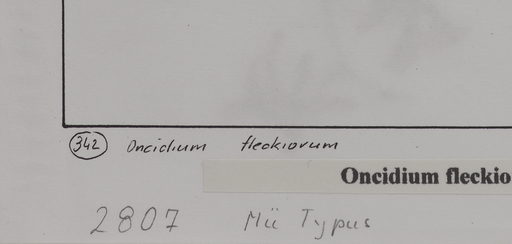 342 Oncidium fleckiorum
Oncidium fleckio
2807 Mü Typus